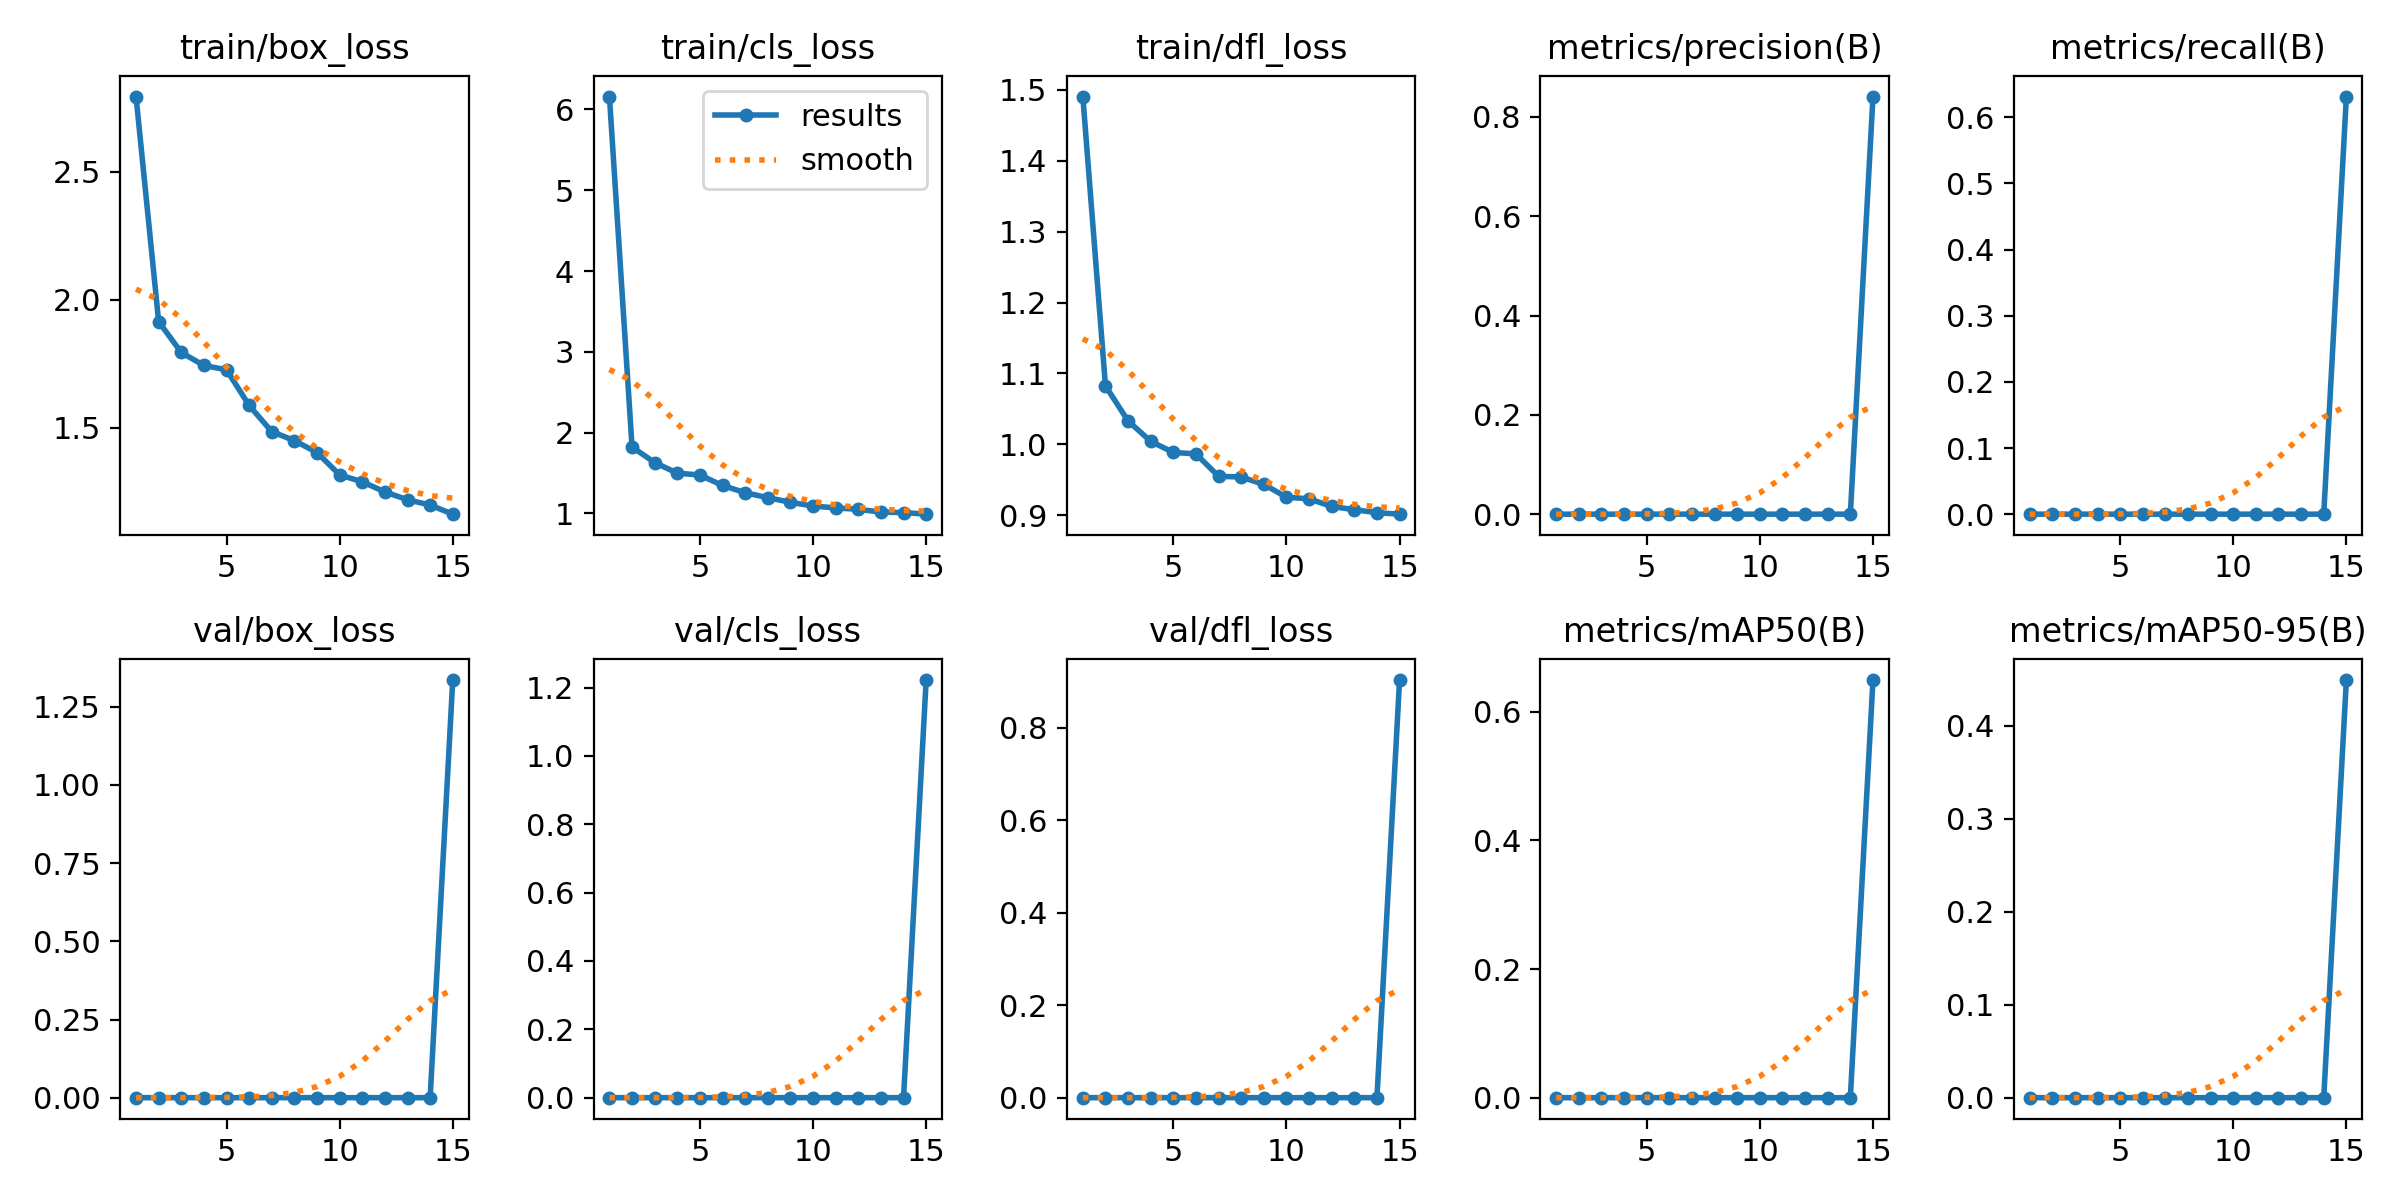 train/box_loss
train/cls_loss
train/dfl_loss
metrics/precision(B)
metrics/recall(B)
2.5
2.0
1.5
5 10 15
6
5
4
3
2
1
5 10 15
results
smooth
1.5
1.4
1.3
1.2
1.1
1.0
0.9
5 10 15
0.8
0.6
0.4
0.2
0.0
5 10 15
0.6
0.5
0.4
0.3
0.2
0.1
0.0
5 10 15
val/box_loss
val/cls_loss
val/dfl_loss
metrics/mAP50(B)
metrics/mAP50-95(B)
1.25
1.00
0.75
0.50
0.25
0.00
5 10 15
1.2
1.0
0.8
0.6
0.4
0.2
0.0
5 10 15
0.8
0.6
0.4
0.2
0.0
5 10 15
0.6
0.4
0.2
0.0
5 10 15
0.4
0.3
0.2
0.1
0.0
5 10 15